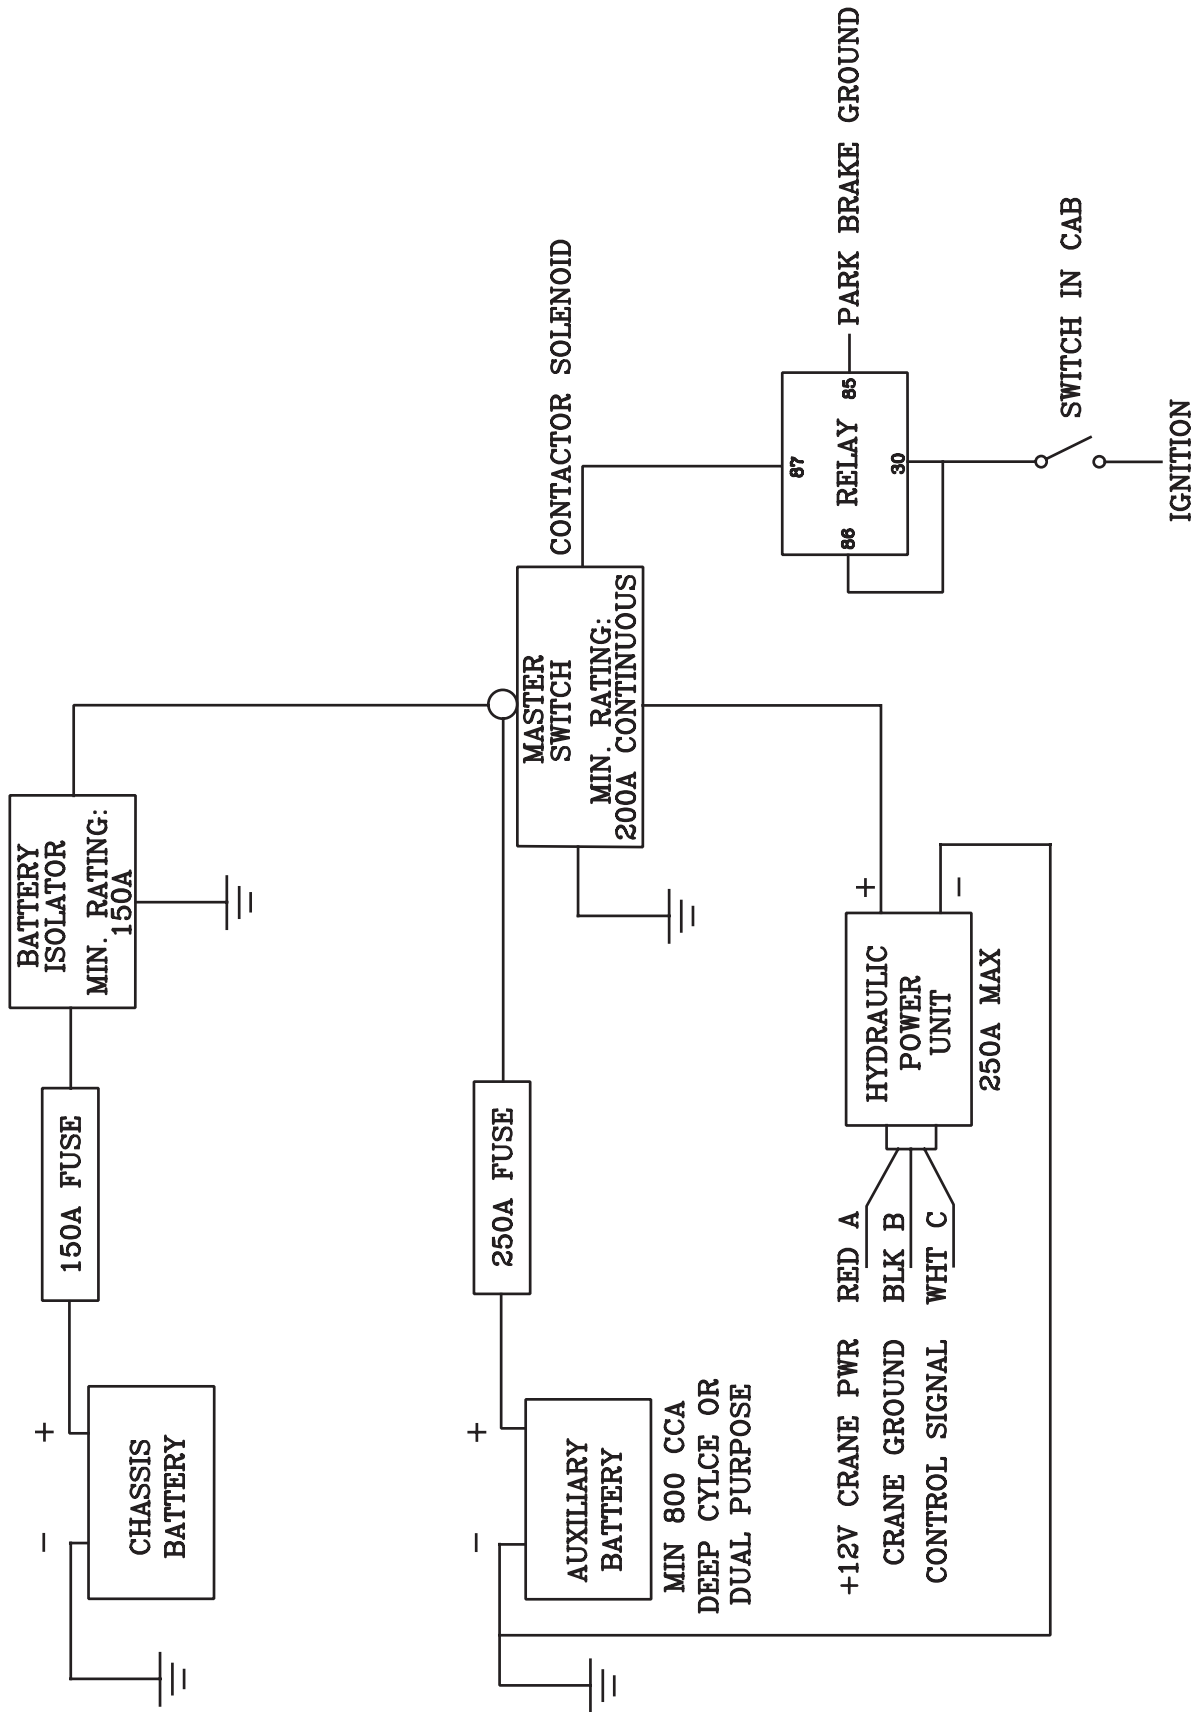 CHASSIS
BATTERY
-
+
150A FUSE
BATTERY
ISOLATOR
MIN. RATING:
150A
AUXILIARY
BATTERY
-
+
MIN 800 CCA
DEEP CYLCE OR
DUAL PURPOSE
250A FUSE
MASTER
SWITCH
MIN. RATING:
200A CONTINUOUS
CONTACTOR SOLENOID
+12V CRANE PWR RED A
CRANE GROUND BLK B
CONTROL SIGNAL WHT C
HYDRAULIC
POWER
UNIT
250A MAX
+
-
87
86 RELAY 85
30
PARK BRAKE GROUND
SWITCH IN CAB
IGNITION